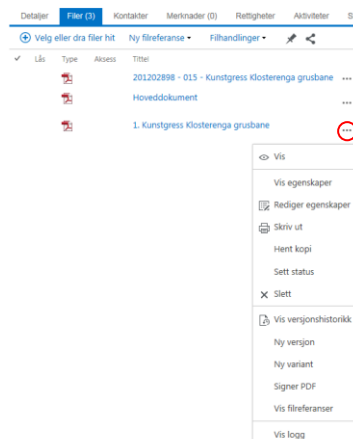 Detaljer Filer (3) Kontakter Merknader (0) Rettigheter Aktiviteter
Velg eller dra filer hit Ny filreferanse Filhandlinger
Lås Type Aksess Tittel
201202898 - 015 - Kunstgress Klosterenga grusbane ...
Hoveddokument ...
1. Kunstgress Klosterenga grusbane ...
Vis
Vis egenskaper
Rediger egenskaper
Skriv ut
Hent kopi
Sett status
Slett
Vis versjonshistorikk
Ny versjon
Ny variant
Signer PDF
Vis filreferanser
Vis logg